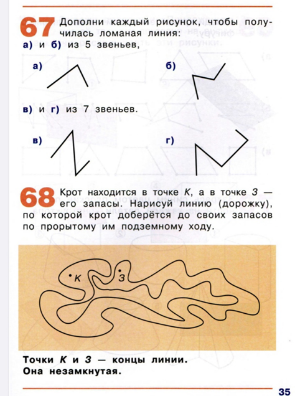 67 Дополни каждый рисунок, чтобы полу-
чилась ломаная линия:
а) и б) из 5 звеньев,
а) б)
в) и г) из 7 звеньев.
в) г)
68 Крот находится в точке К, а в точке З —
его запасы. Нарисуй линию (дорожку),
по которой крот доберётся до своих запасов
по прорытому им подземному ходу.
К З
Точки К и З — концы линии.
Она незамкнутая.
35